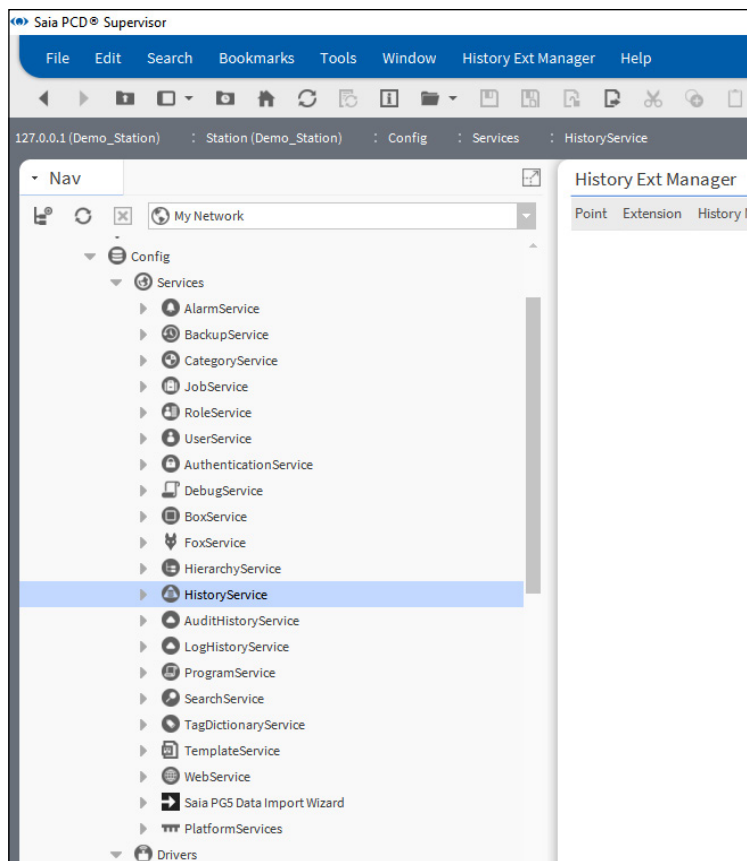 Saia PCD® Supervisor
File Edit Search Bookmarks Tools Window History Ext Manager Help
127.0.0.1 (Demo_Station) : Station (Demo_Station) : Config : Services : HistoryService
Nav
History Ext Manager
My Network
Point Extension History
Config
Services
AlarmService
BackupService
CategoryService
JobService
RoleService
UserService
AuthenticationService
DebugService
BoxService
FoxService
HierarchyService
HistoryService
AuditHistoryService
LogHistoryService
ProgramService
SearchService
TagDictionaryService
TemplateService
WebService
Saia PG5 Data Import Wizard
PlatformServices
Drivers